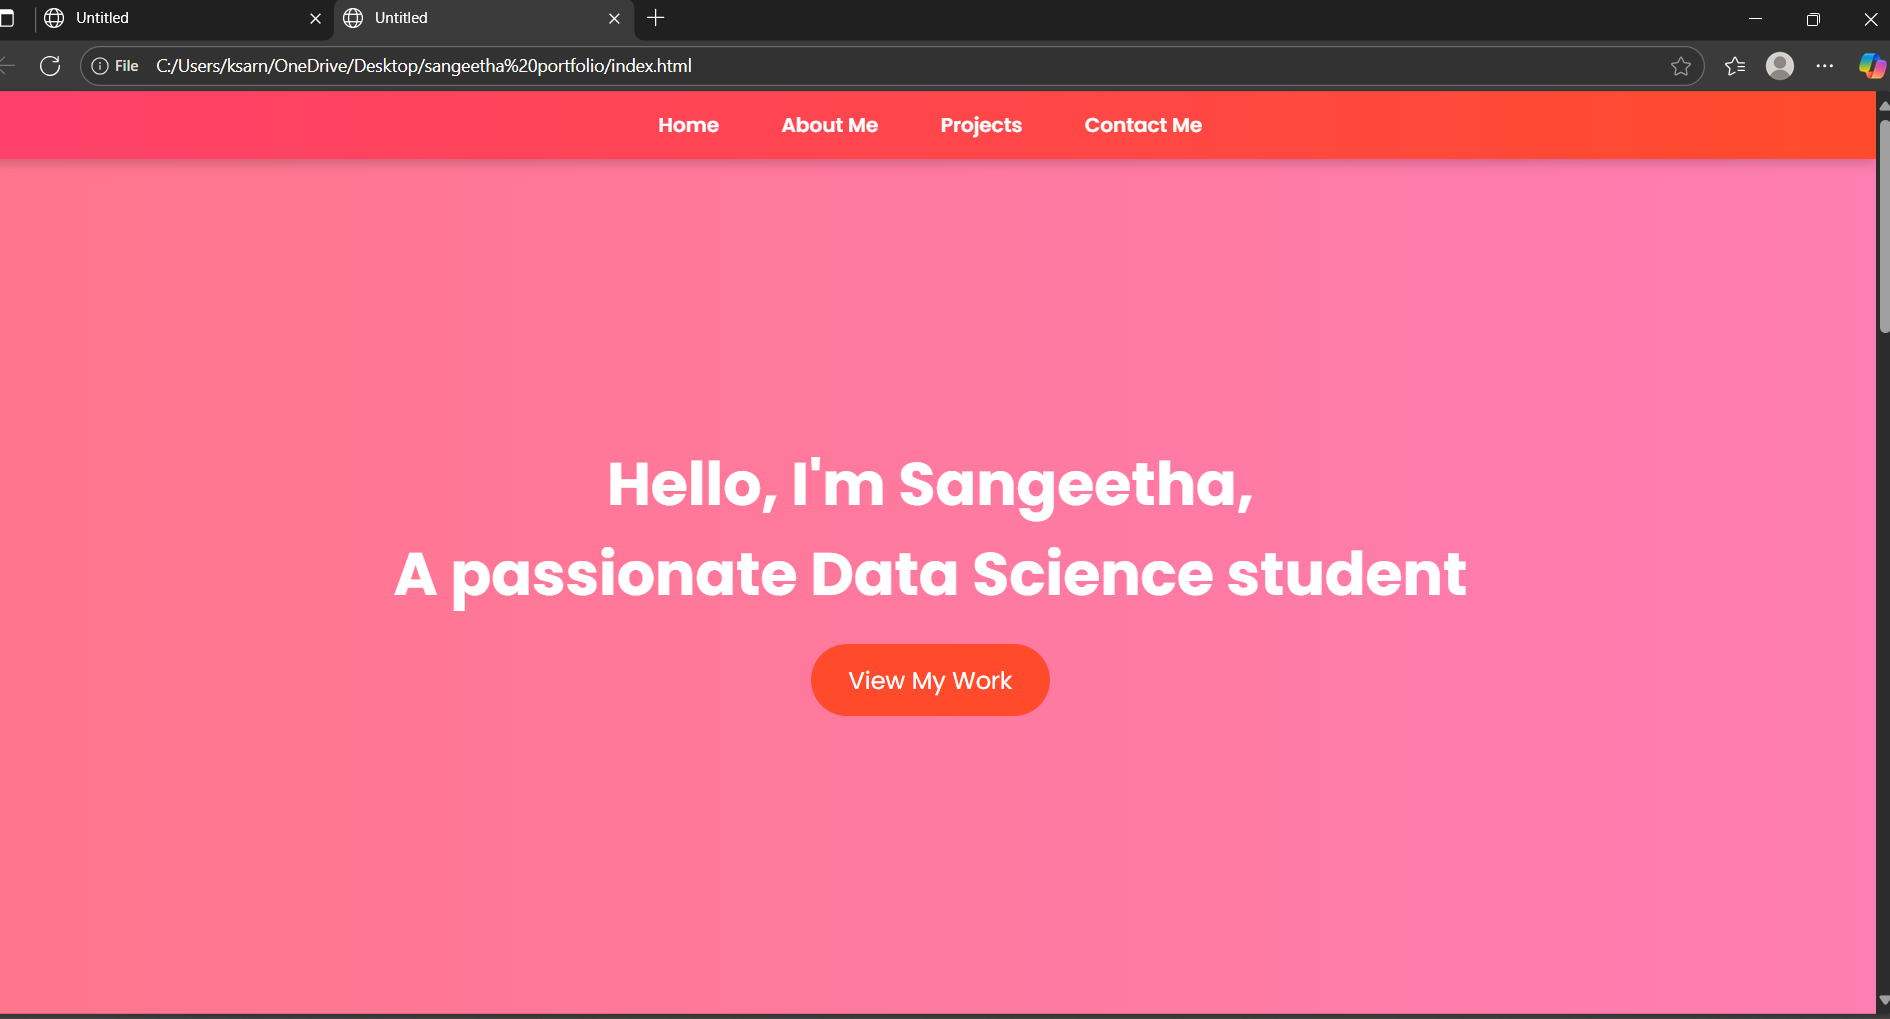 Untitled
Untitled
File C:/Users/ksarn/OneDrive/Desktop/sangeetha%20portfolio/index.html
Home About Me Projects Contact Me
Hello, I'm Sangeetha,
A passionate Data Science student
View My Work